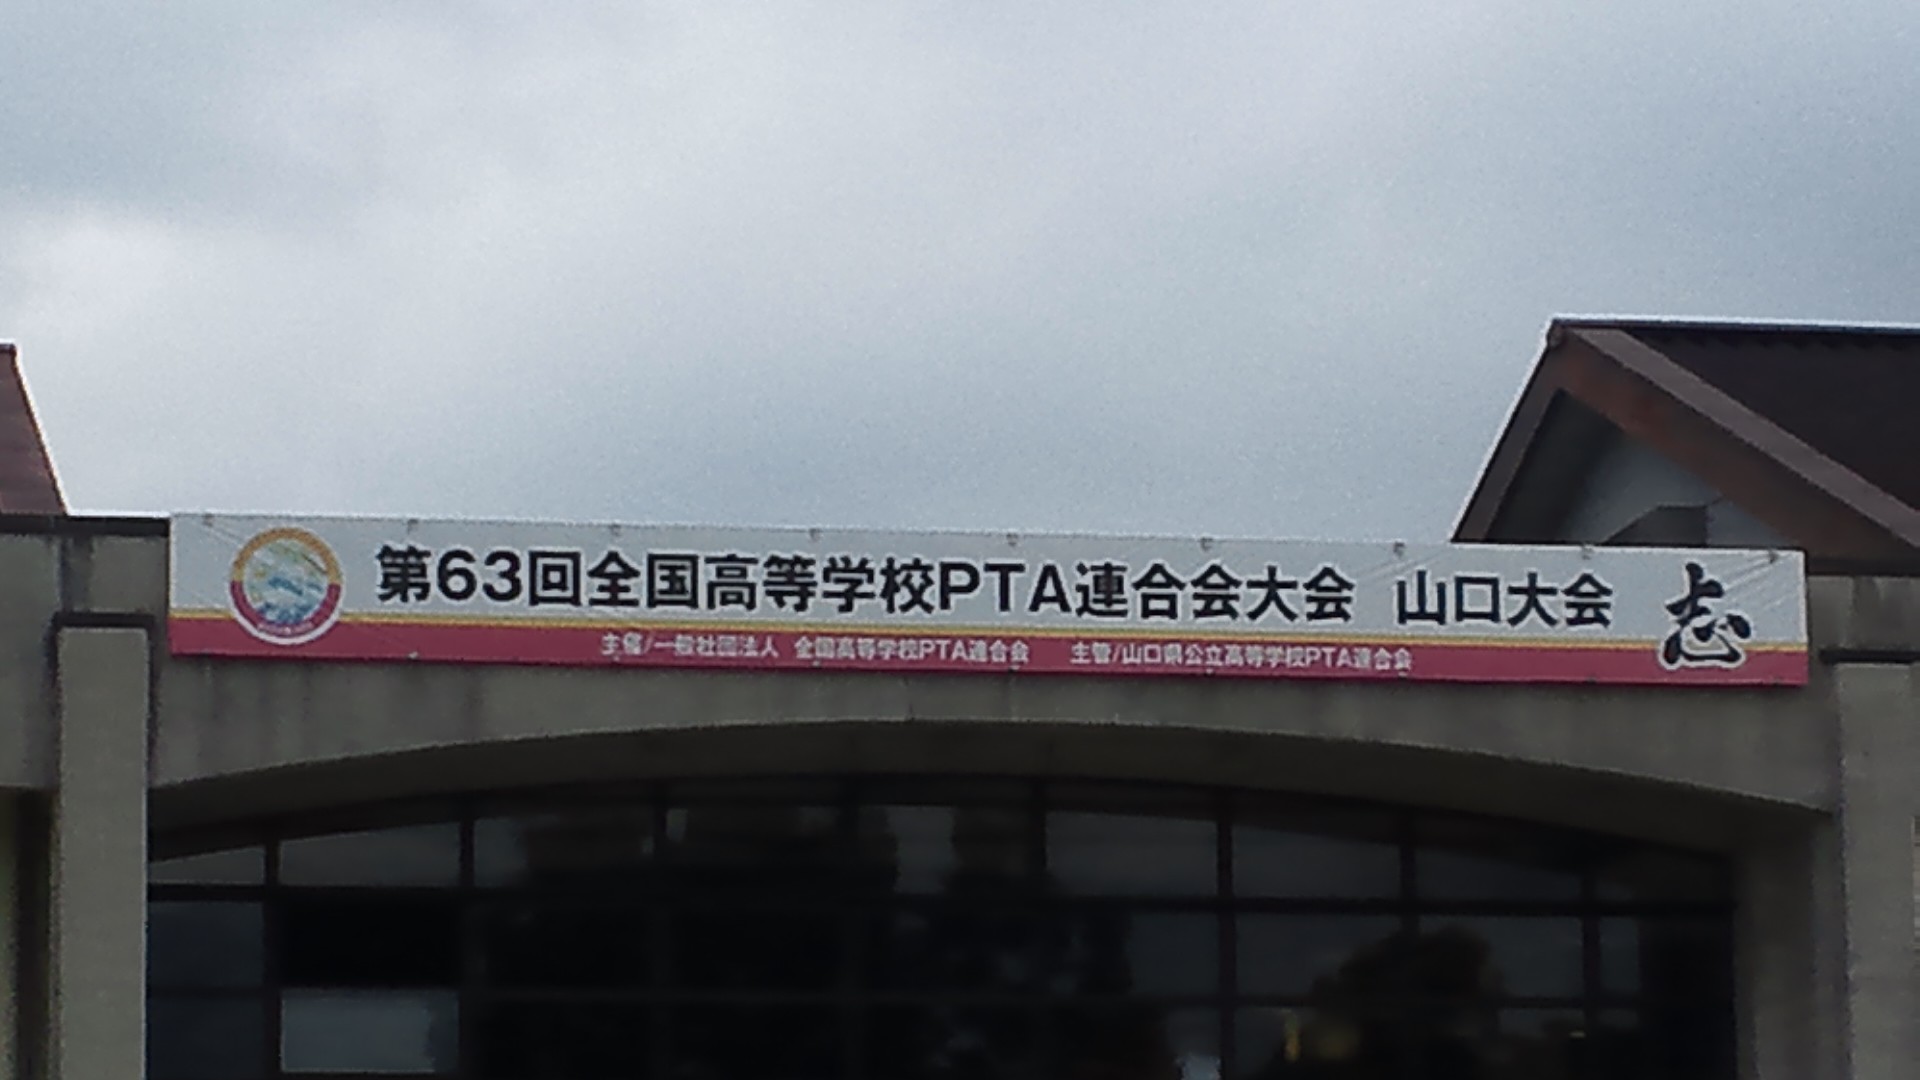 第63回全国高等学校PTA連合会大会 山口大会
志
主催/一般社団法人 全国高等学校PTA連合会 主管/山口県公立高等学校PTA連合会